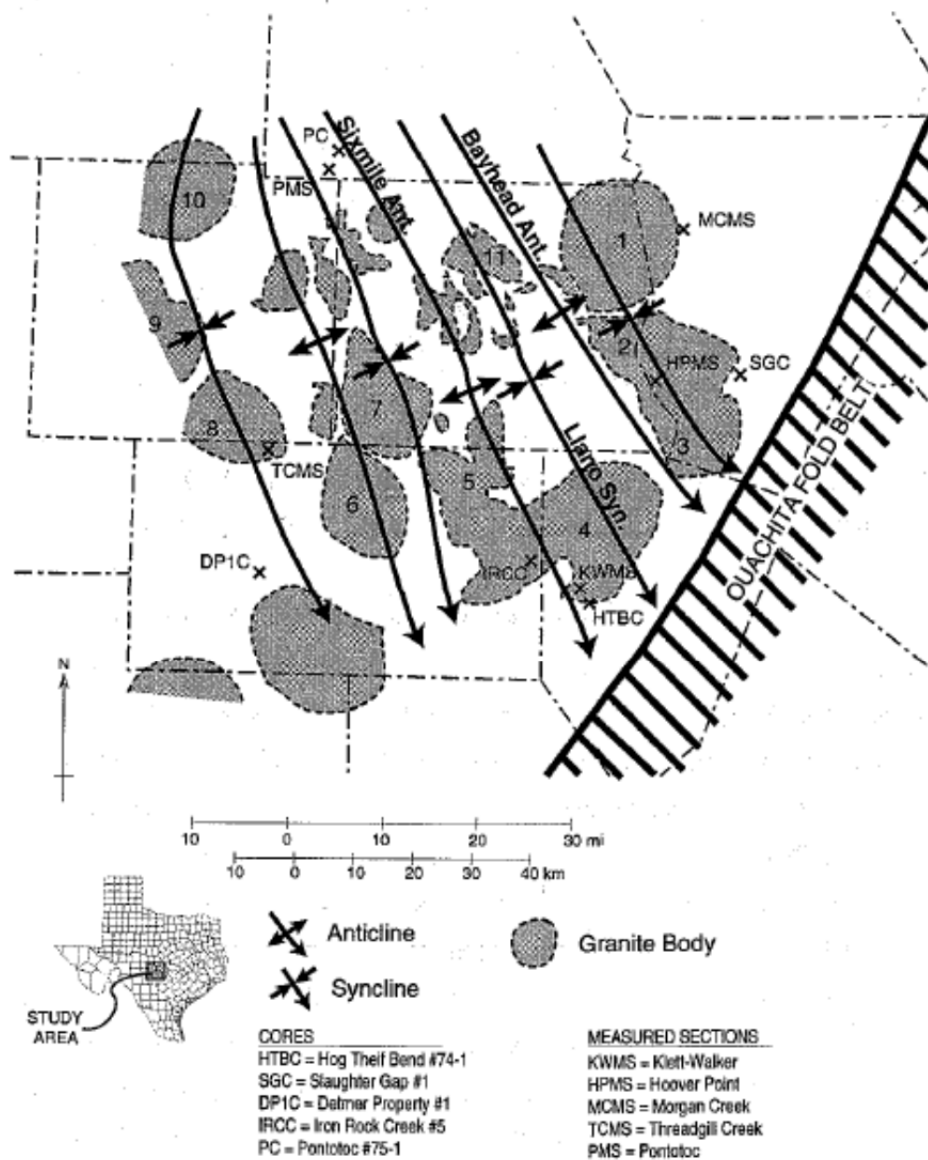 PC
Sixmile Ant.
Bayhead Ant.
PMS
10
MCMS
1
11
9
2
HPMS
SGC
7
8
3
TCMS
5
Llano Syn.
6
4
OUACHITA FOLD BELT
DP1C
IRCC
KWMS
HTBC
N
10 0 10 20 30 mi
10 0 10 20 30 40 km
Anticline
Granite Body
Syncline
STUDY
AREA
CORES
HTBC = Hog Theif Bend #74-1
SGC = Slaughter Gap #1
DP1C = Detmer Property #1
IRCC = Iron Rock Creek #5
PC = Pontotoc #75-1
MEASURED SECTIONS
KWMS = Klett-Walker
HPMS = Hoover Point
MCMS = Morgan Creek
TCMS = Threadgill Creek
PMS = Pontotoc